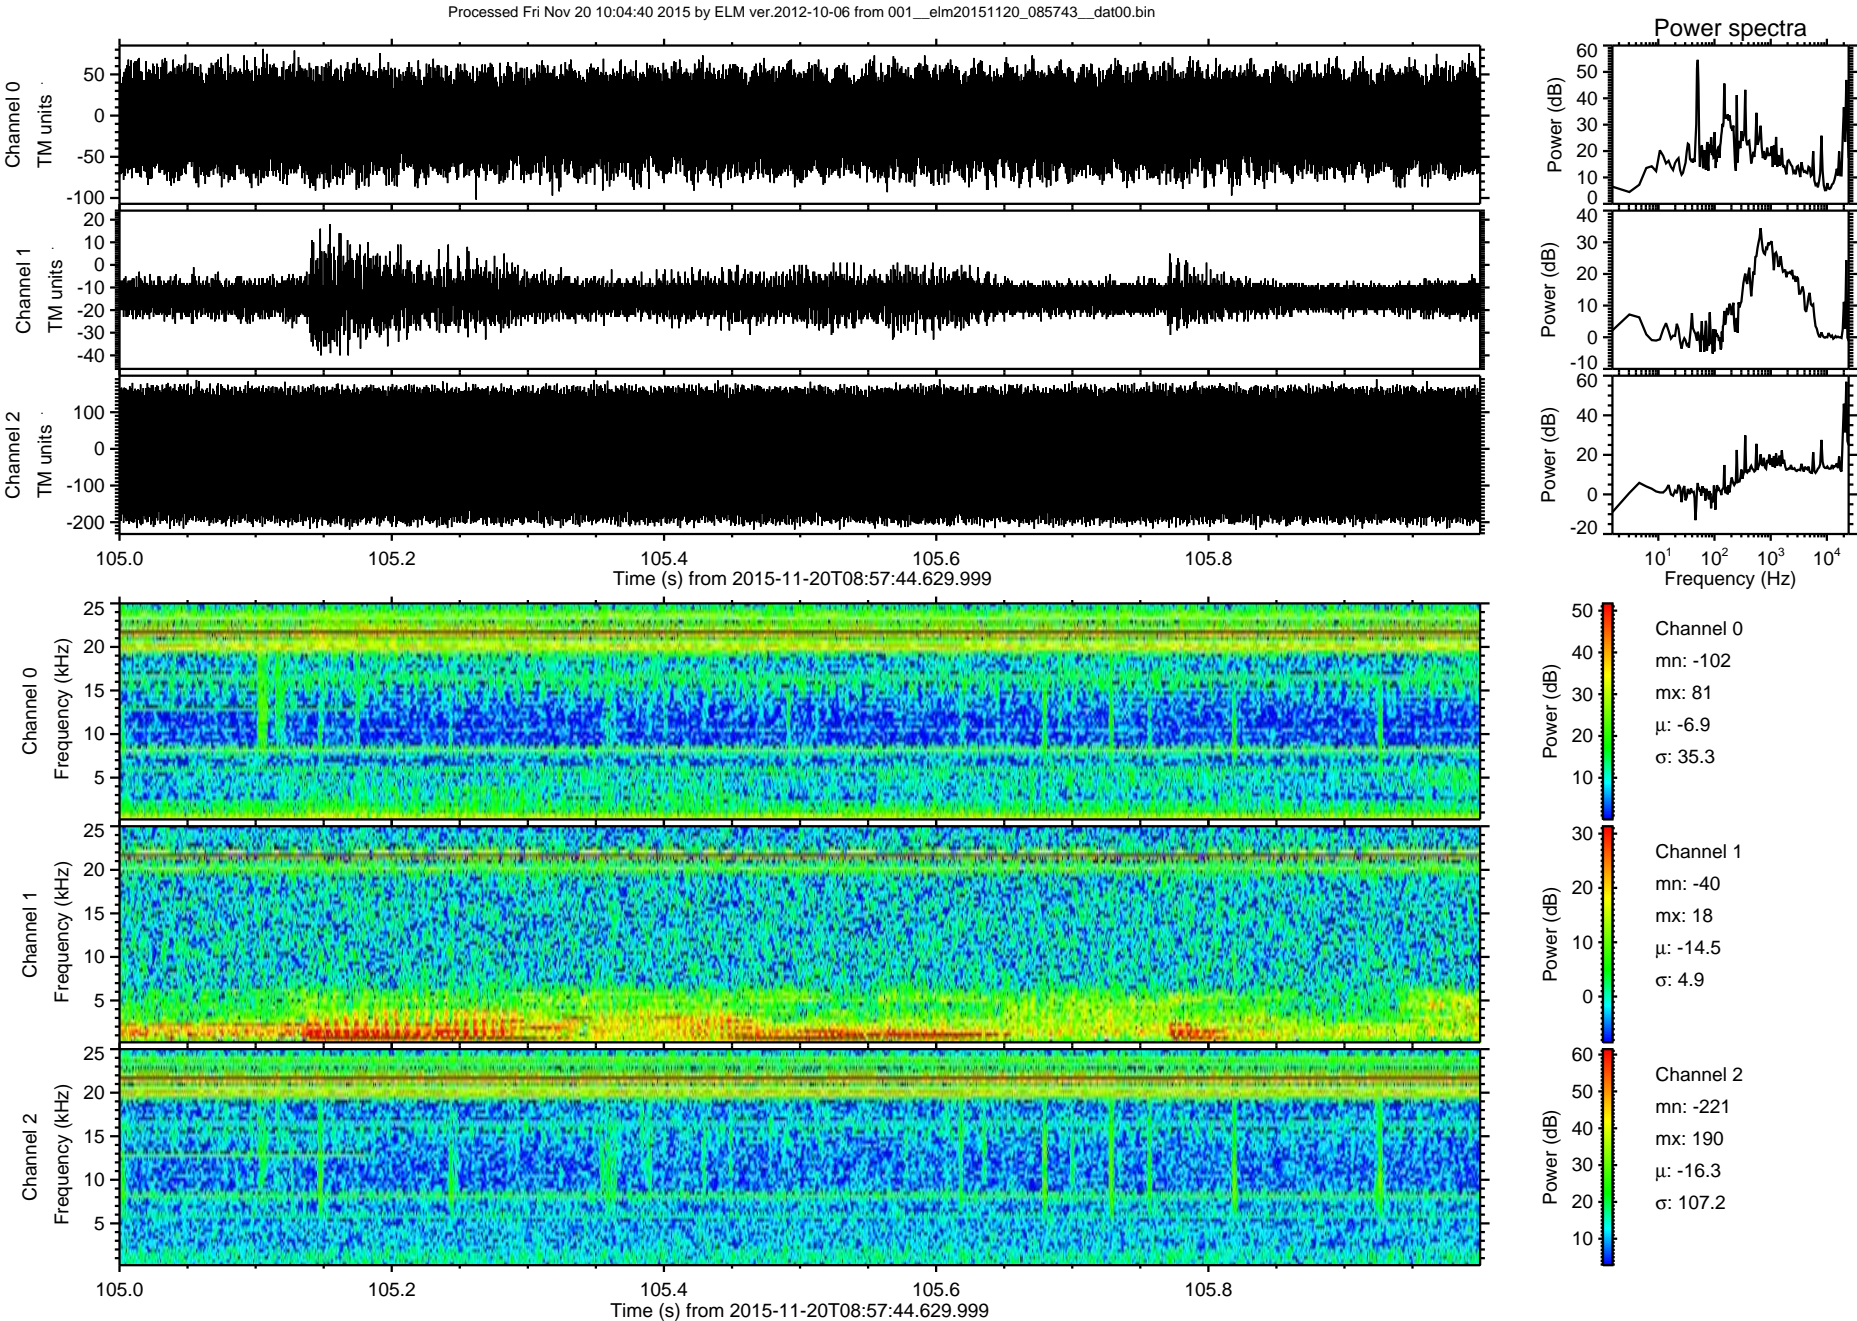 Processed Fri Nov 20 10:04:40 2015 by ELM ver.2012-10-06 from 001__elm20151120_085743__dat00.bin
Power spectra
Channel 0
TM units
50
0
-50
-100
Power (dB)
60
50
40
30
20
10
0
Channel 1
TM units
20
10
0
-10
-20
-30
-40
Power (dB)
40
30
20
10
0
-10
Channel 2
TM units
100
0
-100
-200
Power (dB)
60
40
20
0
-20
105.0 105.2 105.4 105.6 105.8
Time (s) from 2015-11-20T08:57:44.629.999
10^1 10^2 10^3 10^4
Frequency (Hz)
Channel 0
Frequency (kHz)
25
20
15
10
5
Power (dB)
50
40
30
20
10
Channel 0
mn: -102
mx: 81
μ: -6.9
σ: 35.3
Channel 1
Frequency (kHz)
25
20
15
10
5
Power (dB)
30
20
10
0
Channel 1
mn: -40
mx: 18
μ: -14.5
σ: 4.9
Channel 2
Frequency (kHz)
25
20
15
10
5
Power (dB)
60
50
40
30
20
10
Channel 2
mn: -221
mx: 190
μ: -16.3
σ: 107.2
105.0 105.2 105.4 105.6 105.8
Time (s) from 2015-11-20T08:57:44.629.999